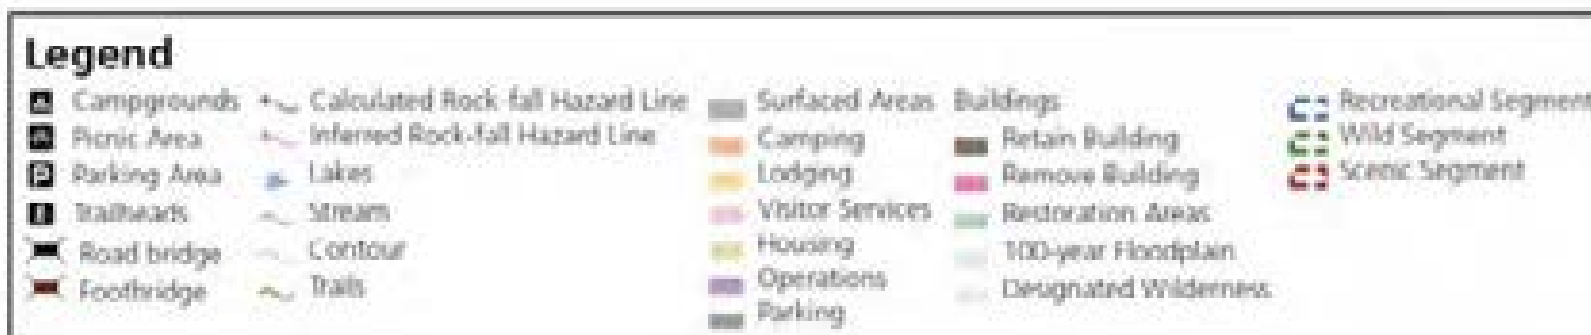 Legend
Campgrounds
Picnic Area
Parking Area
Trailheads
Road bridge
Footbridge
Calculated Rock-fall Hazard Line
Inferred Rock-fall Hazard Line
Lakes
Stream
Contour
Trails
Surfaced Areas
Camping
Lodging
Visitor Services
Housing
Operations
Parking
Buildings
Retain Building
Remove Building
Restoration Areas
100-year Floodplain
Designated Wilderness
Recreational Segment
Wild Segment
Scenic Segment